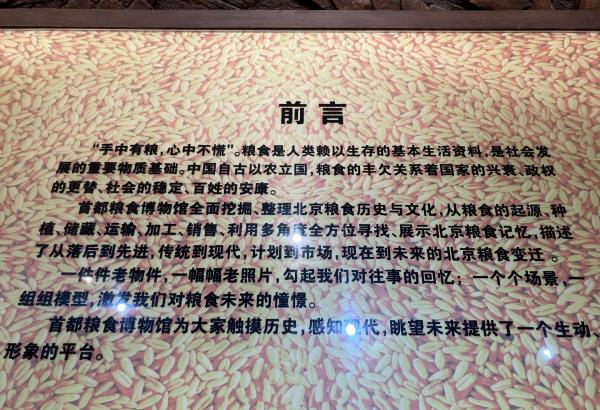 前言
“手中有粮，心中不慌”。粮食是人类赖以生存的基本生活资料，是社会发
展的重要物质基础。中国自古以农立国，粮食的丰欠关系着国家的兴衰、政权
的更替、社会的稳定、百姓的安康。
首都粮食博物馆全面挖掘、整理北京粮食历史与文化，从粮食的起源、种
植、储藏、运输、加工、销售、利用多角度全方位寻找、展示北京粮食记忆，描述
了从落后到先进，传统到现代，计划到市场，现在到未来的北京粮食变迁。
一件件老物件，一幅幅老照片，勾起我们对往事的回忆；一个个场景，一
组组模型，激发我们对粮食未来的憧憬。
首都粮食博物馆为大家触摸历史，感知现代，眺望未来提供了一个生动、
形象的平台。